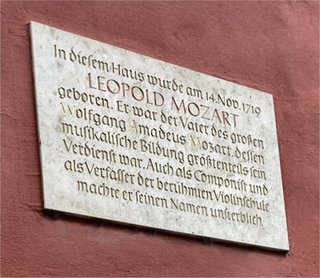 In diesem Haus wurde am 14. Nov. 1719
LEOPOLD MOZART
geboren. Er war der Vater des großen
Wolfgang Amadeus Mozart, dessen
musikalische Bildung größtenteils sein
Verdienst war. Auch als Componist und
als Verfasser der berühmten Violinschule
machte er seinen Namen unsterblich.